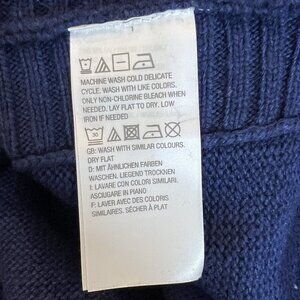 MACHINE WASH COLD DELICATE
CYCLE. WASH WITH LIKE COLORS.
ONLY NON-CHLORINE BLEACH WHEN
NEEDED. LAY FLAT TO DRY. LOW
IRON IF NEEDED
30
GB: WASH WITH SIMILAR COLOURS.
DRY FLAT
D: MIT ÄHNLICHEN FARBEN
WASCHEN. LIEGEND TROCKNEN
I: LAVARE CON COLORI SIMILARI.
ASCIUGARE IN PIANO
F: LAVER AVEC DES COLORIS
SIMILAIRES. SÉCHER À PLAT